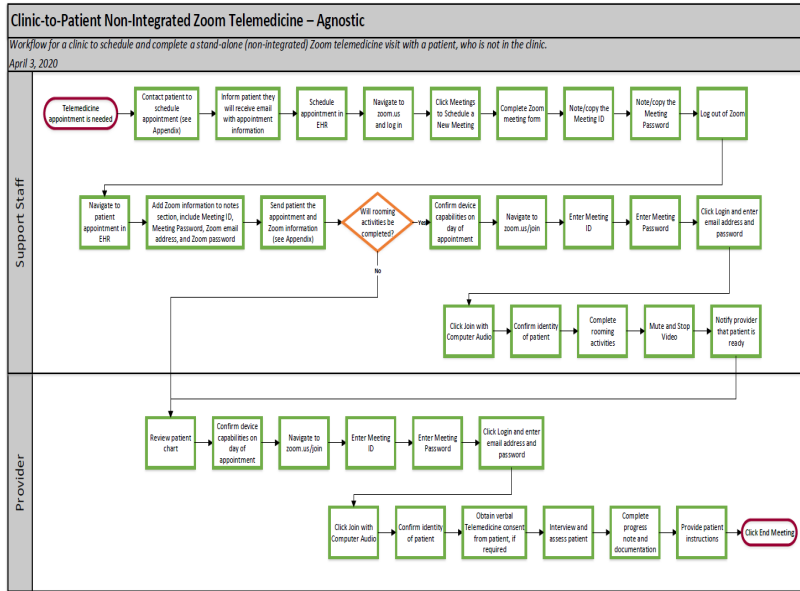 Clinic-to-Patient Non-Integrated Zoom Telemedicine – Agnostic
Workflow for a clinic to schedule and complete a stand-alone (non-integrated) Zoom telemedicine visit with a patient, who is not in the clinic.
April 3, 2020
Support Staff
Telemedicine
appointment is needed
Contact patient to
schedule
appointment (see
Appendix)
Inform patient they
will receive email
with appointment
information
Schedule
appointment in
EHR
Navigate to
zoom.us
and log in
Click Meetings
to Schedule a
New Meeting
Complete Zoom
meeting form
Note/copy the
Meeting ID
Note/copy the
Meeting
Password
Log out of Zoom
Navigate to
patient
appointment in
EHR
Add Zoom information to notes
section, include Meeting ID,
Meeting Password, Zoom email
address, and Zoom password
Send patient the
appointment and
Zoom information
(see Appendix)
Will rooming
activities be
completed?
Yes
No
Confirm device
capabilities on
day of
appointment
Navigate to
zoom.us/join
Enter Meeting
ID
Enter Meeting
Password
Click Login and enter
email address and
password
Click Join with
Computer Audio
Confirm identity
of patient
Complete
rooming
activities
Mute and Stop
Video
Notify provider
that patient is
ready
Provider
Review patient
chart
Confirm device
capabilities on
day of
appointment
Navigate to
zoom.us/join
Enter Meeting
ID
Enter Meeting
Password
Click Login and enter
email address and
password
Click Join with
Computer Audio
Confirm identity
of patient
Obtain verbal
Telemedicine consent
from patient, if
required
Interview and
assess patient
Complete
progress
note and
documentation
Provide patient
instructions
Click End Meeting